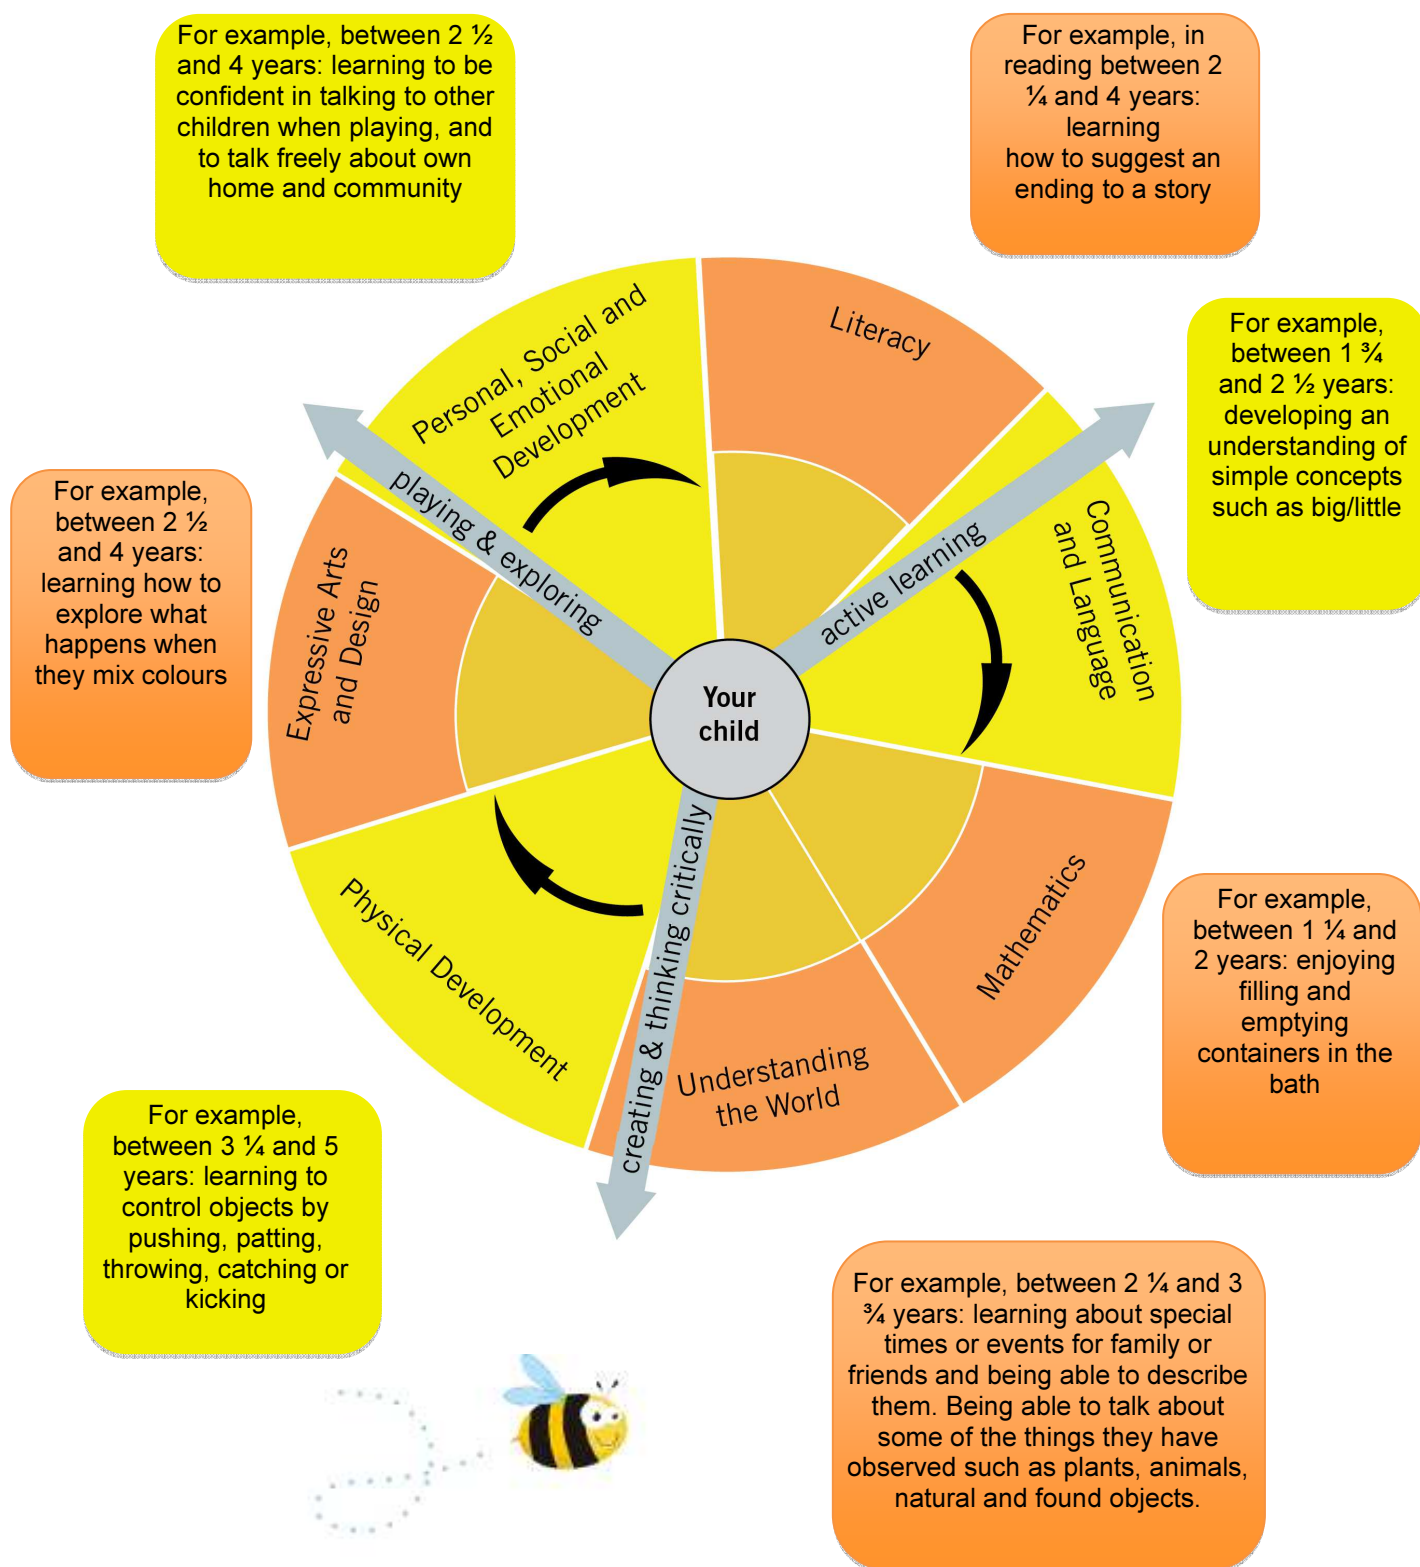 For example, between 2 ½
and 4 years: learning to be
confident in talking to other
children when playing, and
to talk freely about own
home and community
For example, in
reading between 2
¼ and 4 years:
learning
how to suggest an
ending to a story
For example,
between 1 ¾
and 2 ½ years:
developing an
understanding of
simple concepts
such as big/little
Personal, Social and
Emotional
Development
Literacy
Communication
and Language
playing & exploring
active learning
For example,
between 2 ½
and 4 years:
learning how to
explore what
happens when
they mix colours
Expressive Arts
and Design
Your
child
Mathematics
Physical Development
creating & thinking critically
Understanding
the World
For example,
between 1 ¼ and
2 years: enjoying
filling and
emptying
containers in the
bath
For example,
between 3 ¼ and 5
years: learning to
control objects by
pushing, patting,
throwing, catching or
kicking
For example, between 2 ¼ and 3
¾ years: learning about special
times or events for family or
friends and being able to describe
them. Being able to talk about
some of the things they have
observed such as plants, animals,
natural and found objects.